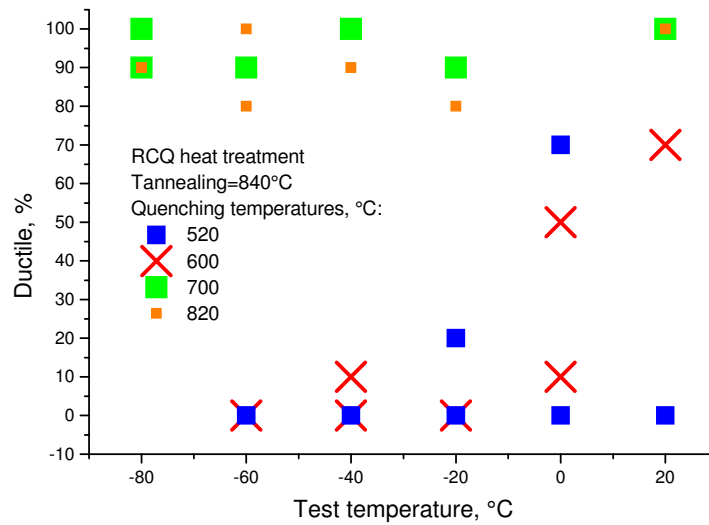 100
90
80
70
60
50
40
30
20
10
0
-10
Ductile, %
RCQ heat treatment
Tannealing=840°C
Quenching temperatures, °C:
520
600
700
820
-80 -60 -40 -20 0 20
Test temperature, °C